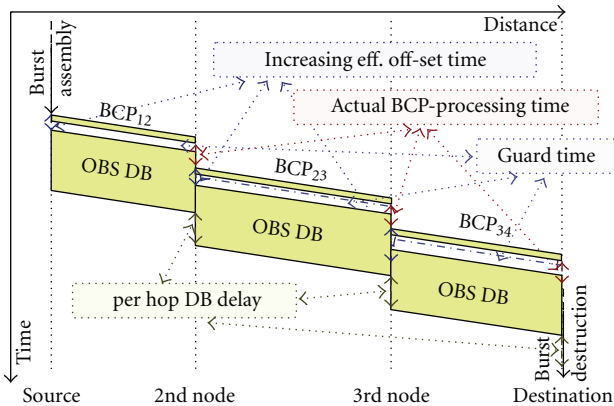 Distance
Burst
assembly
Increasing eff. off-set time
BCP12
Actual BCP-processing time
OBS DB
BCP23
Guard time
OBS DB
BCP34
OBS DB
per hop DB delay
Time
Burst
destruction
Source
2nd node
3rd node
Destination